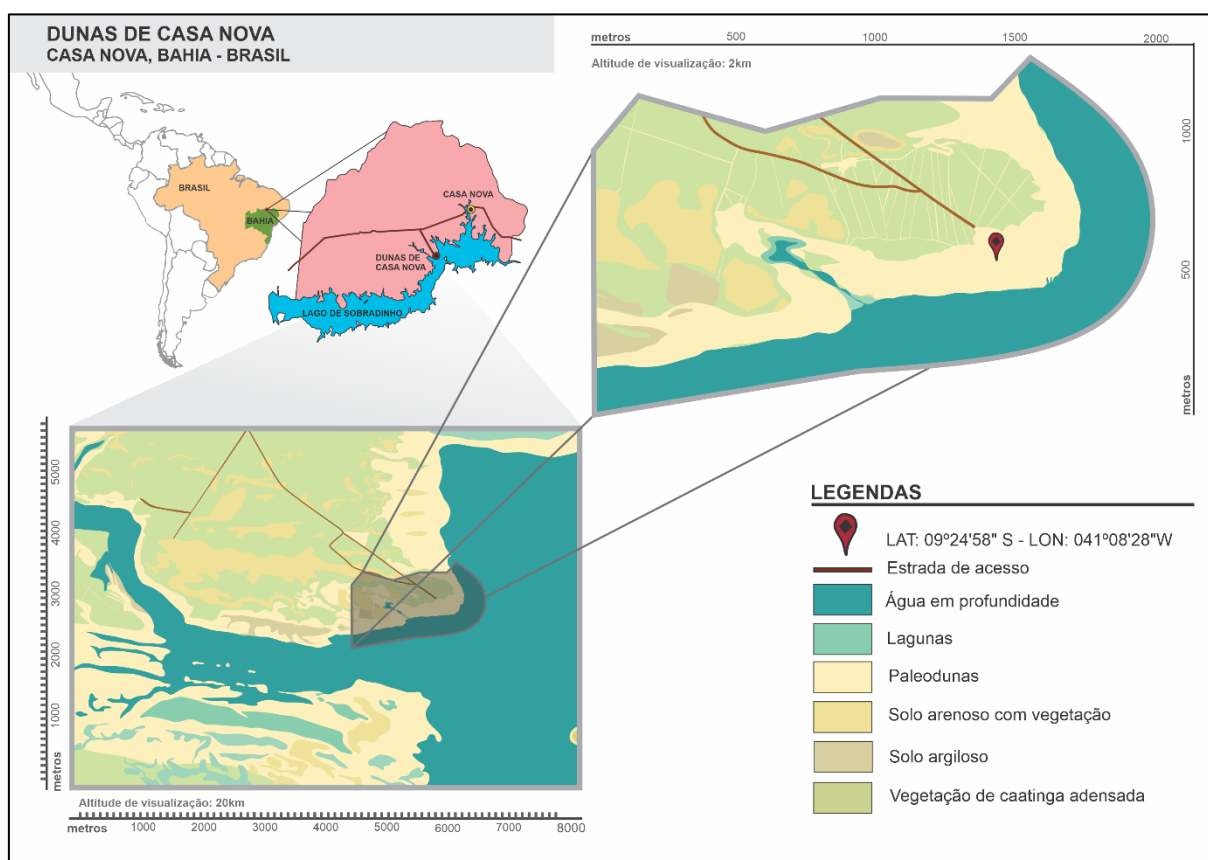 DUNAS DE CASA NOVA
CASA NOVA, BAHIA - BRASIL
metros
500
1000
1500
2000
Altitude de visualização: 2km
1000
500
metros
BRASIL
BAHIA
CASA NOVA
DUNAS DE
CASA NOVA
LAGO DE SOBRADINHO
5000
4000
3000
2000
1000
metros
Altitude de visualização: 20km
metros
1000
2000
3000
4000
5000
6000
7000
8000
LEGENDAS
LAT: 09º24'58" S - LON: 041º08'28"W
Estrada de acesso
Água em profundidade
Lagunas
Paleodunas
Solo arenoso com vegetação
Solo argiloso
Vegetação de caatinga adensada